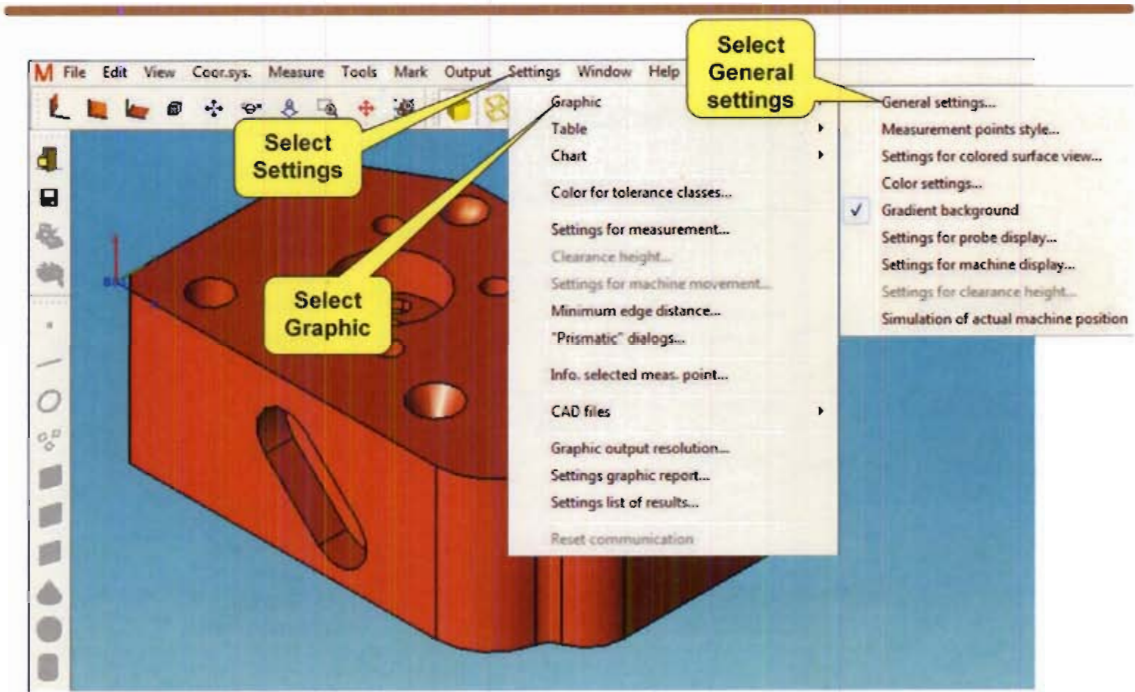 Select
General
settings
M File Edit View Coor.sys. Measure Tools Mark Output Settings Window Help
Select
Settings
Select
Graphic
Graphic
Table
Chart
Color for tolerance classes...
Settings for measurement...
Clearance height...
Settings for machine movement...
Minimum edge distance...
"Prismatic" dialogs...
Info. selected meas. point...
CAD files
Graphic output resolution...
Settings graphic report...
Settings list of results...
Reset communication
General settings...
Measurement points style...
Settings for colored surface view...
Color settings...
Gradient background
Settings for probe display...
Settings for machine display...
Settings for clearance height...
Simulation of actual machine position